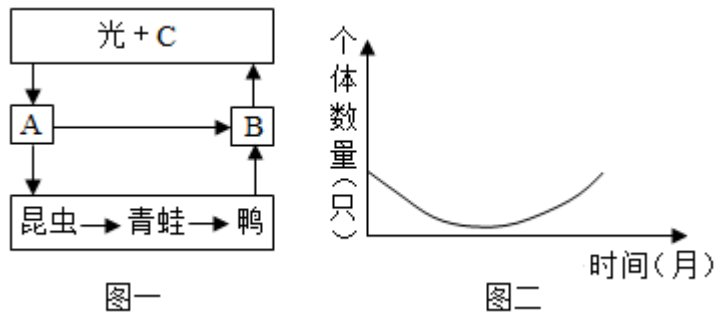 光 + C
A
B
昆虫→青蛙→鸭
图一
个体数量(只)
时间(月)
图二